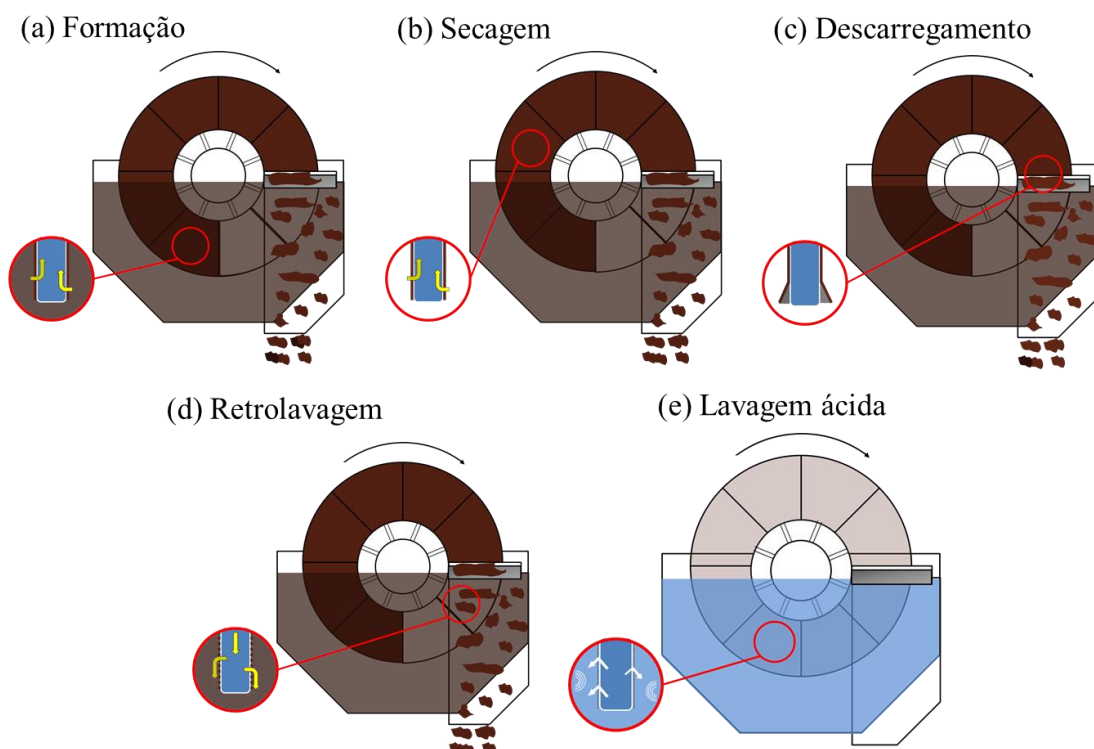 (a) Formação
(b) Secagem
(c) Descarregamento
(d) Retrolavagem
(e) Lavagem ácida